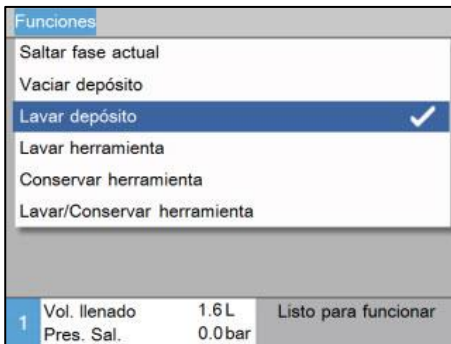 Funciones
Saltar fase actual
Vaciar depósito
Lavar depósito
Lavar herramienta
Conservar herramienta
Lavar/Conservar herramienta
1 Vol. llenado 1.6 L Listo para funcionar
Pres. Sal. 0.0 bar